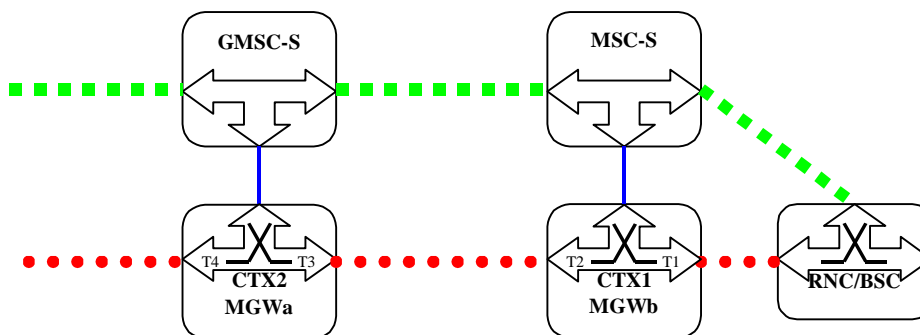 GMSC-S
MSC-S
T4
T3
CTX2
MGWa
T2
T1
CTX1
MGWb
RNC/BSC